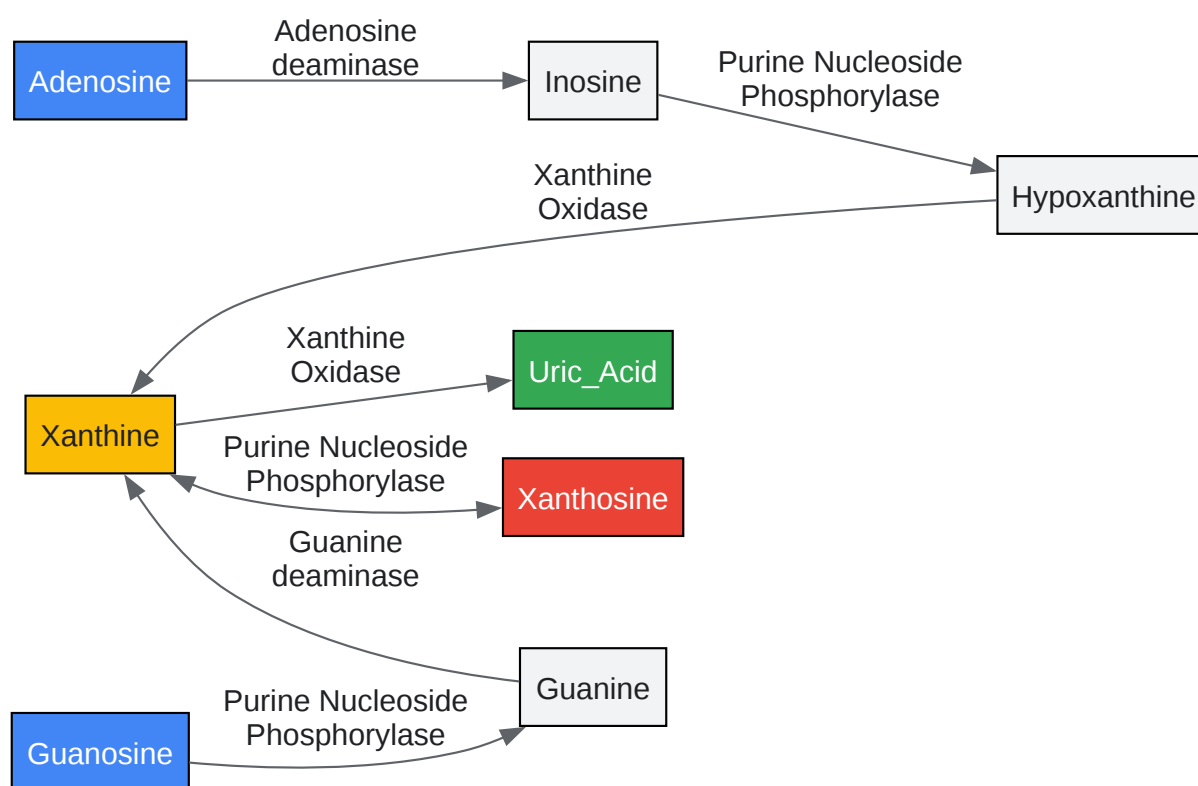 Adenosine
Adenosine
deaminase
Inosine
Purine Nucleoside
Phosphorylase
Hypoxanthine
Xanthine
Oxidase
Xanthine
Xanthine
Oxidase
Uric_Acid
Purine Nucleoside
Phosphorylase
Xanthosine
Guanine
deaminase
Guanine
Purine Nucleoside
Phosphorylase
Guanosine